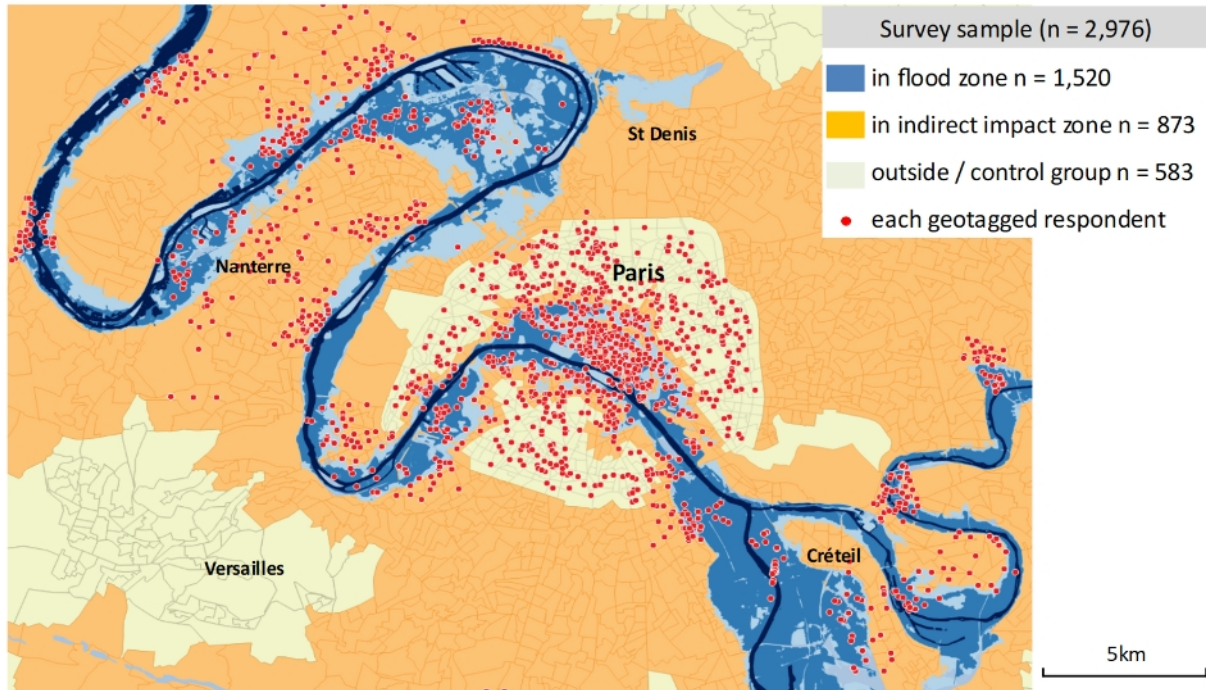 Survey sample (n = 2,976)
in flood zone n = 1,520
in indirect impact zone n = 873
outside / control group n = 583
each geotagged respondent
St Denis
Nanterre
Paris
Versailles
Créteil
5km